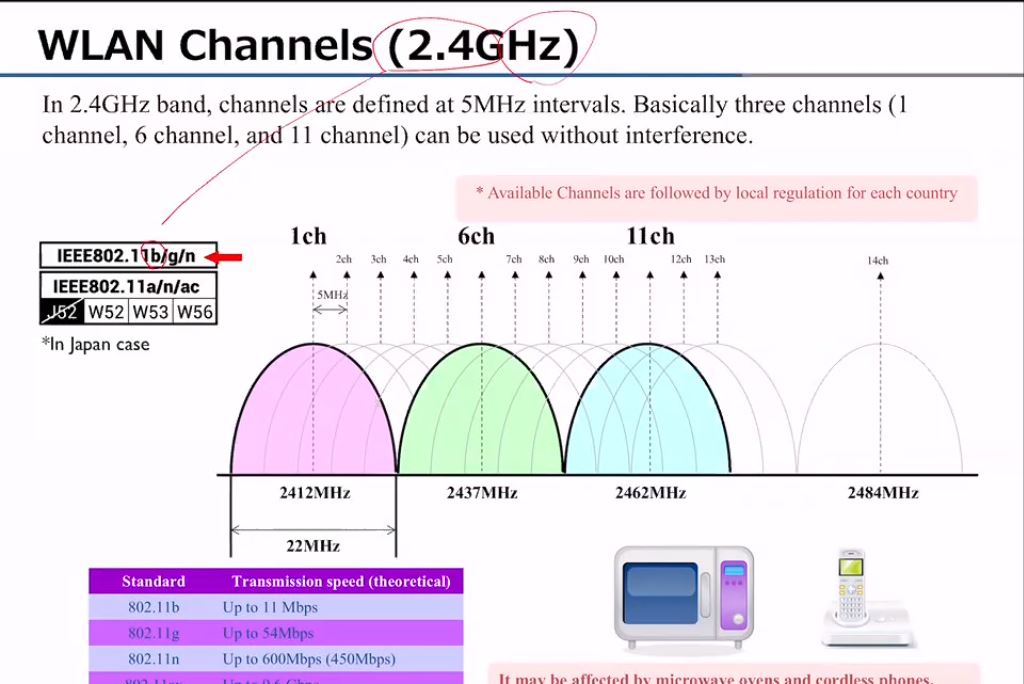 WLAN Channels (2.4GHz)
In 2.4GHz band, channels are defined at 5MHz intervals. Basically three channels (1
channel, 6 channel, and 11 channel) can be used without interference.
* Available Channels are followed by local regulation for each country
1ch 6ch 11ch
2ch 3ch 4ch 5ch 7ch 8ch 9ch 10ch 12ch 13ch 14ch
5MHz
IEEE802.11b/g/n
IEEE802.11a/n/ac
J52 W52 W53 W56
*In Japan case
2412MHz 2437MHz 2462MHz 2484MHz
22MHz
Standard Transmission speed (theoretical)
802.11b Up to 11 Mbps
802.11g Up to 54Mbps
802.11n Up to 600Mbps (450Mbps)
It may be affected by microwave ovens and cordless phones.